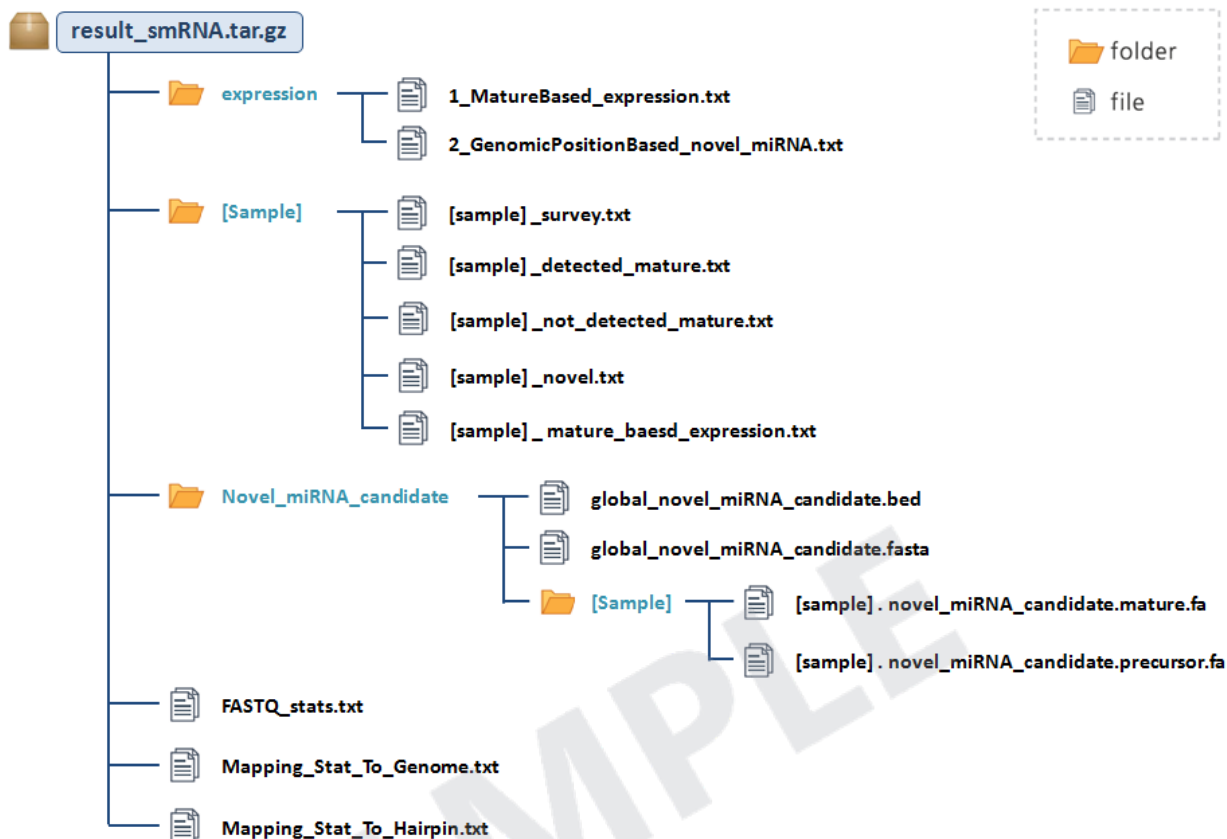 result_smRNA.tar.gz
folder
file
expression
1_MatureBased_expression.txt
2_GenomicPositionBased_novel_miRNA.txt
[Sample]
[sample] _survey.txt
[sample] _detected_mature.txt
[sample] _not_detected_mature.txt
[sample] _novel.txt
[sample] _ mature_baesd_expression.txt
Novel_miRNA_candidate
global_novel_miRNA_candidate.bed
global_novel_miRNA_candidate.fasta
[Sample]
[sample] . novel_miRNA_candidate.mature.fa
[sample] . novel_miRNA_candidate.precursor.fa
FASTQ_stats.txt
Mapping_Stat_To_Genome.txt
Mapping_Stat_To_Hairpin.txt
MPLE